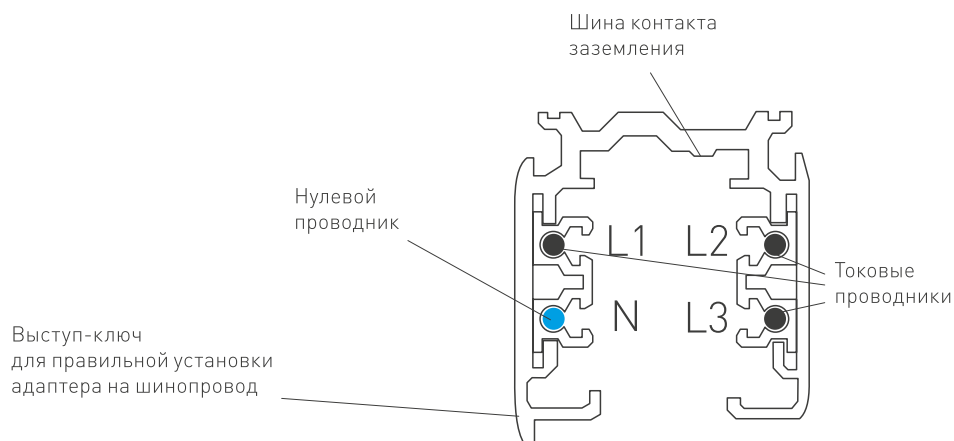 Шина контакта
заземления
Нулевой
проводник
L1
L2
Токовые
проводники
N
L3
Выступ-ключ
для правильной установки
адаптера на шинопровод